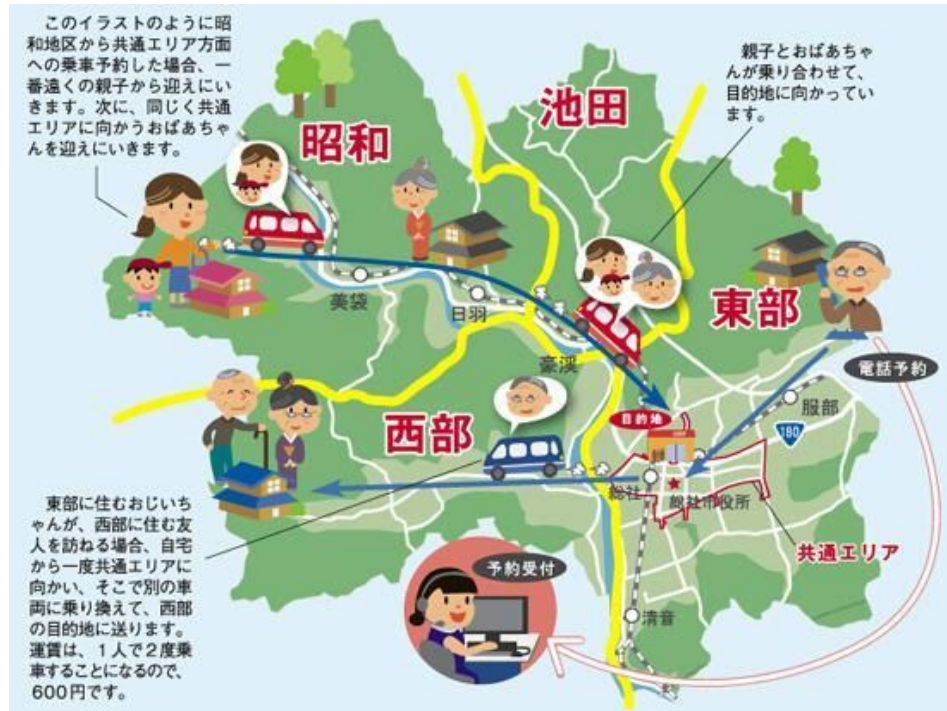 このイラストのように昭
和地区から共通エリア方面
への乗車予約した場合、一
番遠くの親子から迎えにい
きます。次に、同じく共通
エリアに向かうおばあちゃ
んを迎えにいきます。
親子とおばあちゃ
んが乗り合わせて、
目的地に向かってい
ます。
池田
昭和
美袋
日羽
豪渓
東部
電話予約
服部
180
西部
目的地
総社
総社市役所
共通エリア
東部に住むおじいち
ゃんが、西部に住む友
人を訪ねる場合、自宅
から一度共通エリアに
向かい、そこで別の車
両に乗り換えて、西部
の目的地に送ります。
運賃は、1人で2度乗
車することになるので、
600円です。
予約受付
清音